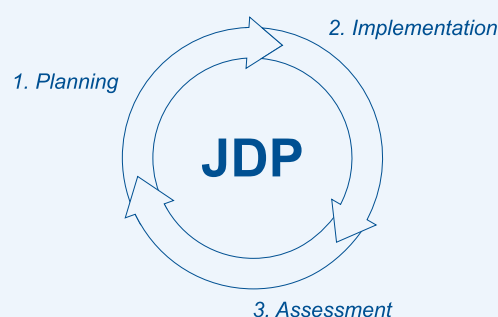 1. Planning
2. Implementation
JDP
3. Assessment